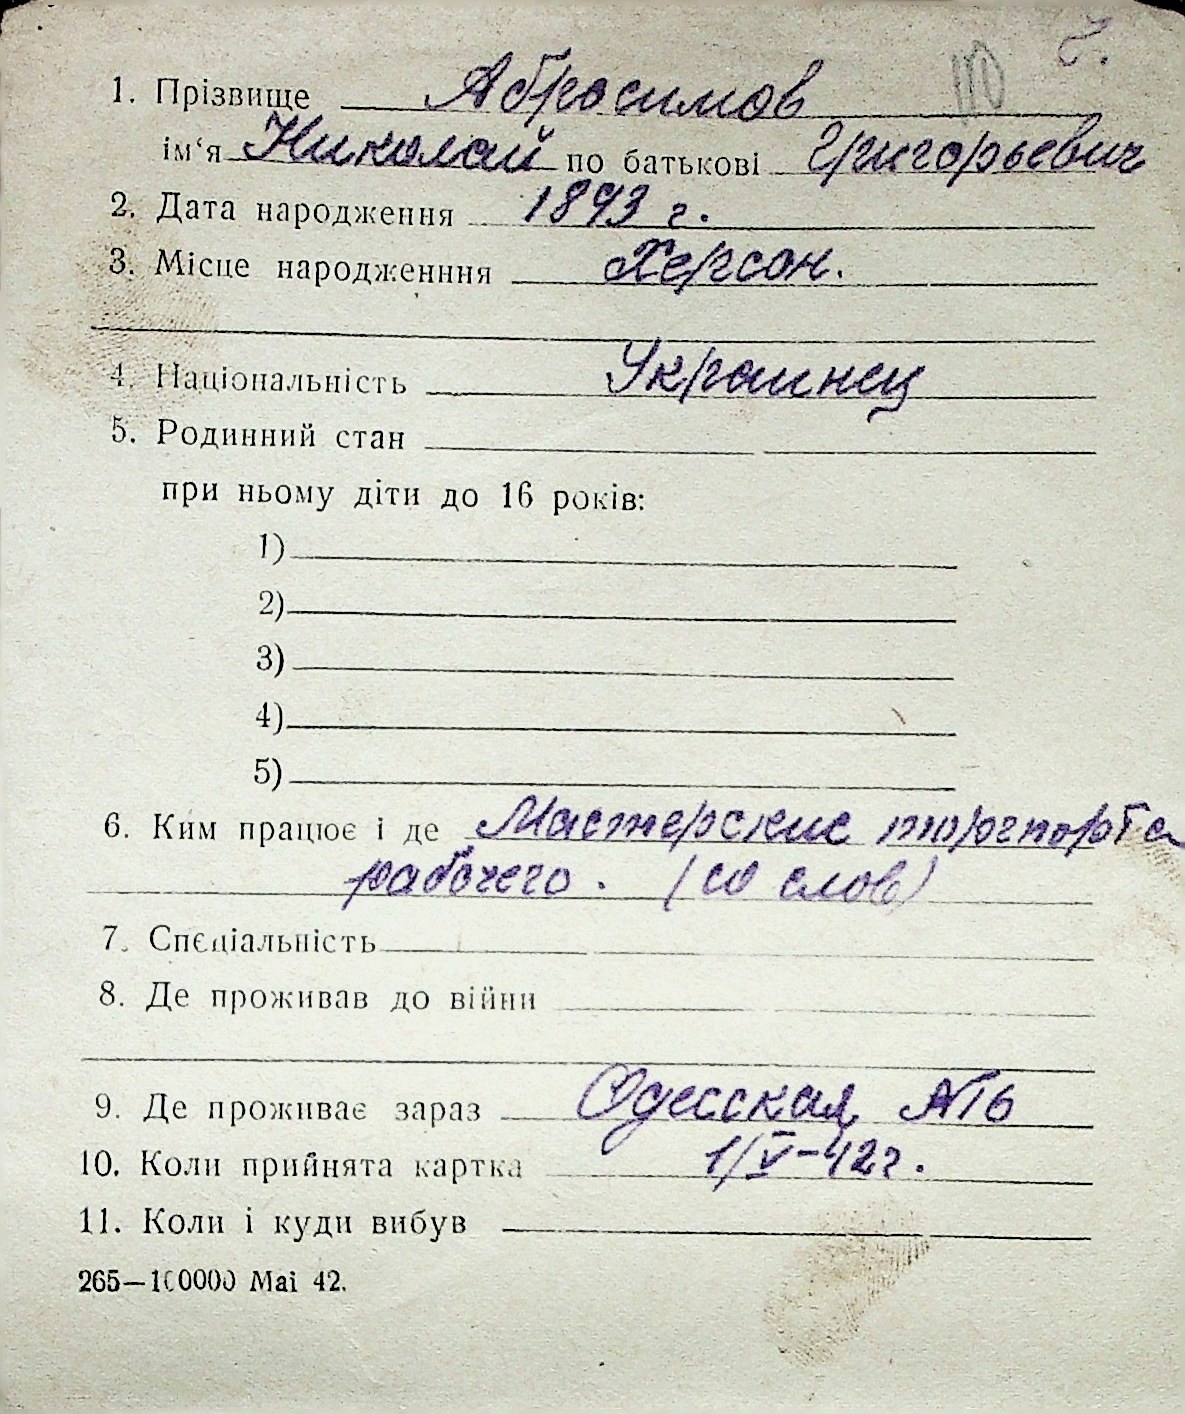 1. Прізвище Абросимов
ім‘я Николай по батькові Григорьевич
2. Дата народження 1893 г.
3. Місце народженння Херсон.
4. Національність Украинец
5. Родинний стан
при ньому діти до 16 років:
1)
2)
3)
4)
5)
6. Ким працює і де Мастерские торгпорта
рабочего. (со слов)
7. Спеціальність
8. Де проживав до війни
9. Де проживає зараз Одесская №16
10. Коли прийнята картка 1/V-42г.
11. Коли і куди вибув
265—100000 Mai 42.